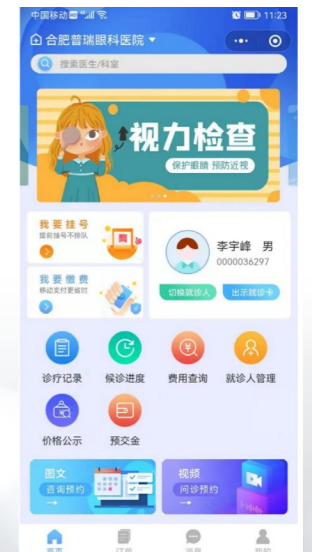 中国移动 11:23
合肥普瑞眼科医院
搜索医生/科室
视力检查
保护眼睛 预防近视
我要挂号
提前挂号不排队
李宇峰 男
0000036297
我要缴费
移动支付更省时
切换就诊人 出示就诊卡
诊疗记录 候诊进度 费用查询 就诊人管理
价格公示 预交金
图文 视频
咨询预约 问诊预约
首页 订单 消息 我的